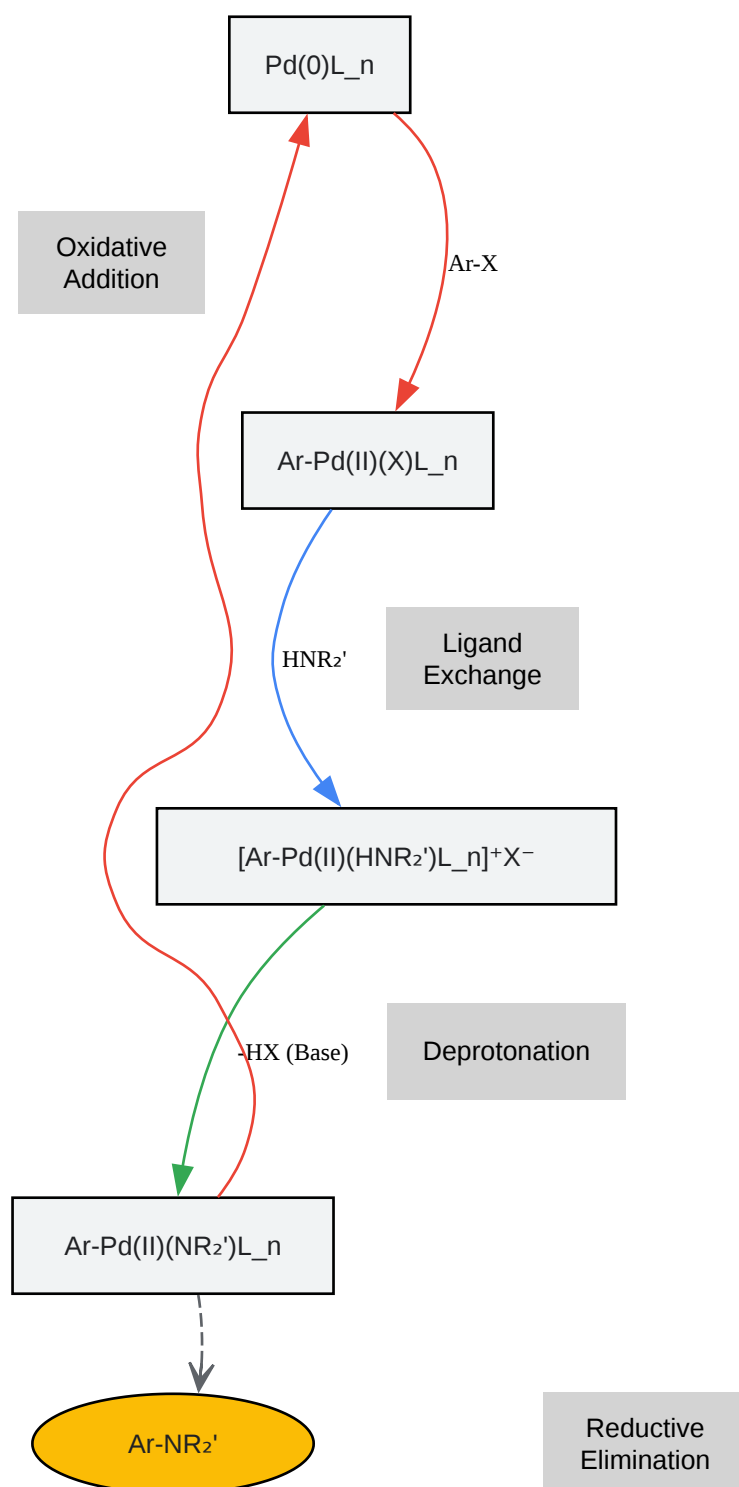 Pd(0)L_n
Oxidative
Addition
Ar-X
Ar-Pd(II)(X)L_n
HNR₂'
Ligand
Exchange
[Ar-Pd(II)(HNR₂')L_n]⁺X⁻
-HX (Base)
Deprotonation
Ar-Pd(II)(NR₂')L_n
Ar-NR₂'
Reductive
Elimination